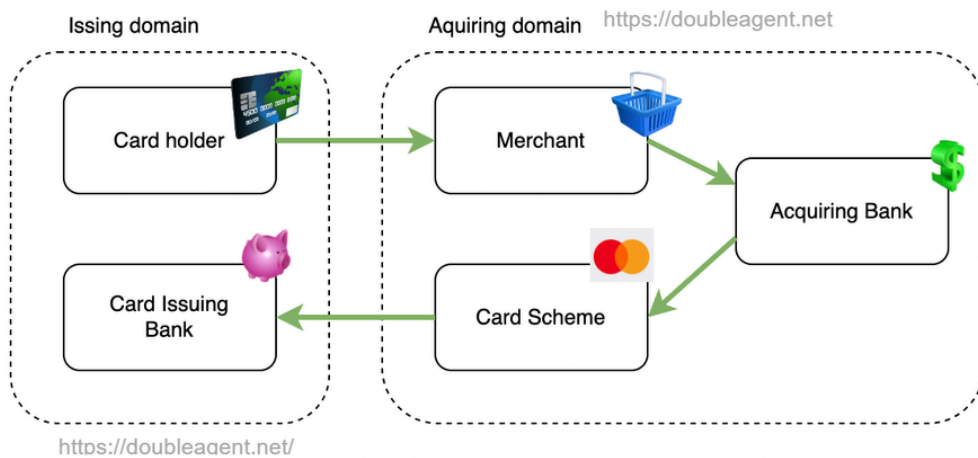 Issing domain
Aquiring domain
https://doubleagent.net
Card holder
Merchant
Acquiring Bank
Card Issuing
Bank
Card Scheme
https://doubleagent.net/